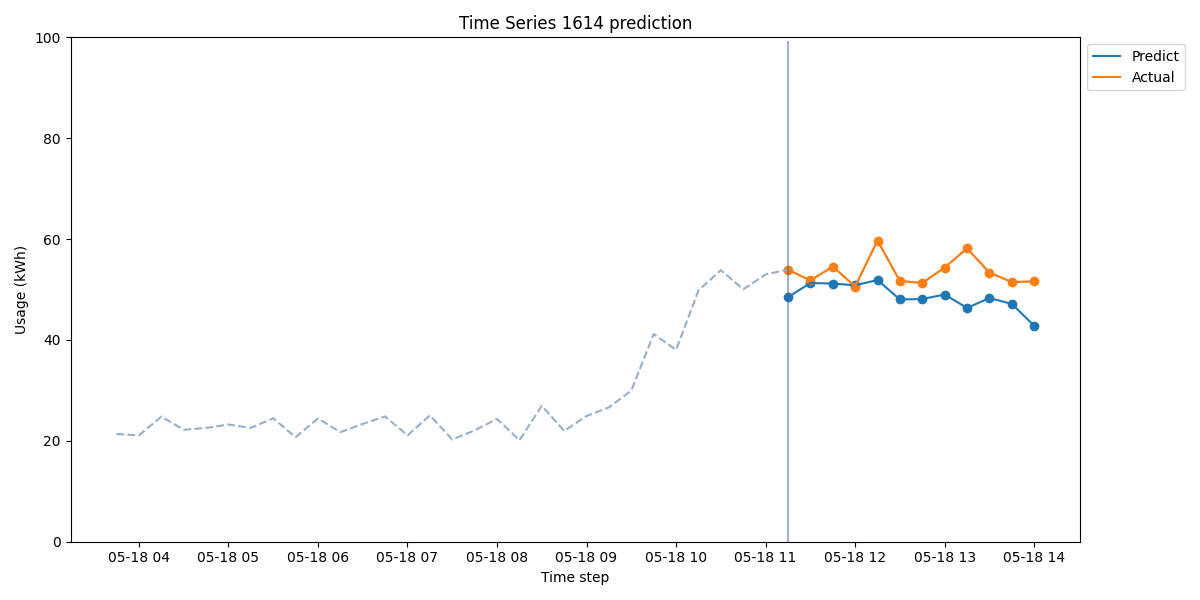 Time Series 1614 prediction
100
80
60
40
20
0
Usage (kWh)
05-18 04 05-18 05 05-18 06 05-18 07 05-18 08 05-18 09 05-18 10 05-18 11 05-18 12 05-18 13 05-18 14
Time step
Predict
Actual